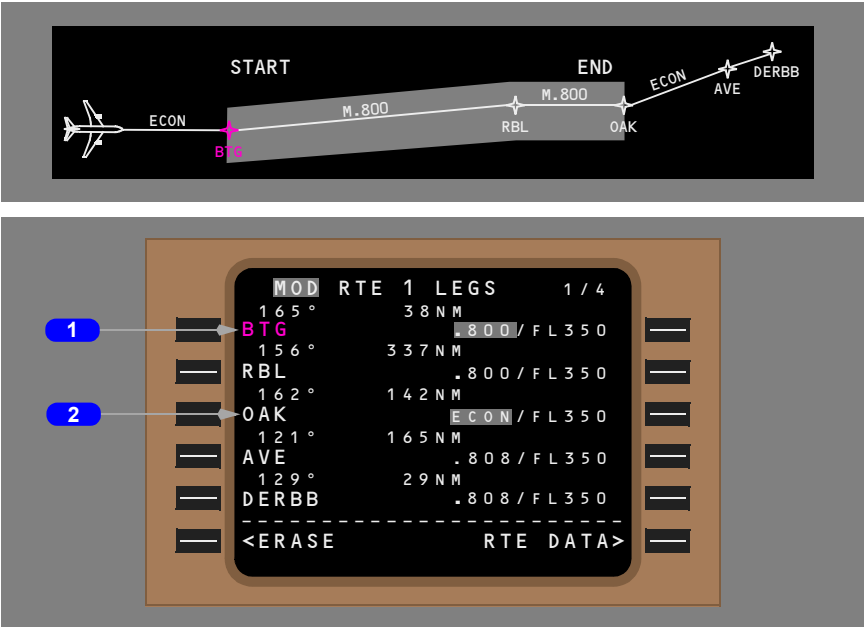 START END
ECON M.800 M.800 ECON
BTG RBL OAK AVE DERBB
MOD RTE 1 LEGS 1/4
165° 38NM
1 BTG .800/FL350
156° 337NM
RBL .800/FL350
162° 142NM
2 OAK ECON/FL350
121° 165NM
AVE .808/FL350
129° 29NM
DERBB .808/FL350
------------------------
<ERASE RTE DATA>